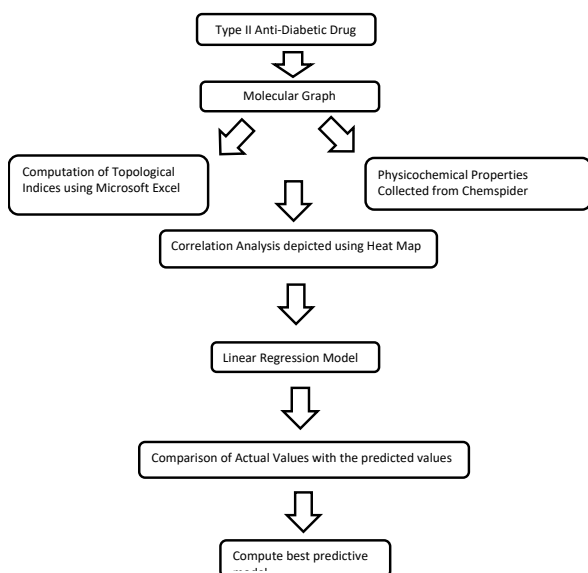 Type II Anti-Diabetic Drug
Molecular Graph
Computation of Topological
Indices using Microsoft Excel
Physicochemical Properties
Collected from Chemspider
Correlation Analysis depicted using Heat Map
Linear Regression Model
Comparison of Actual Values with the predicted values
Compute best predictive